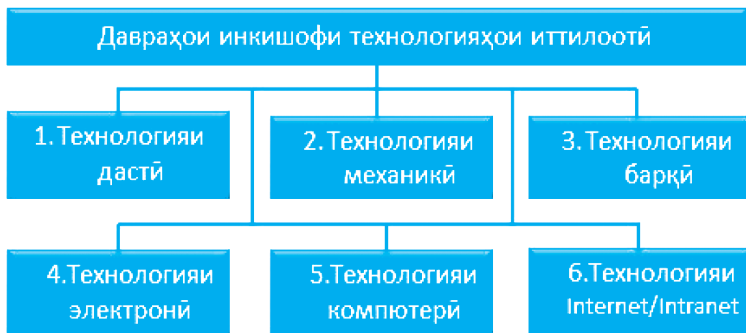 Давраҳои инкишофи технологияҳои иттилоотӣ
1.Технологияи
дастӣ
2.Технологияи
механикӣ
3.Технологияи
барқӣ
4.Технологияи
электронӣ
5.Технологияи
компютерӣ
6.Технологияи
Internet/Intranet